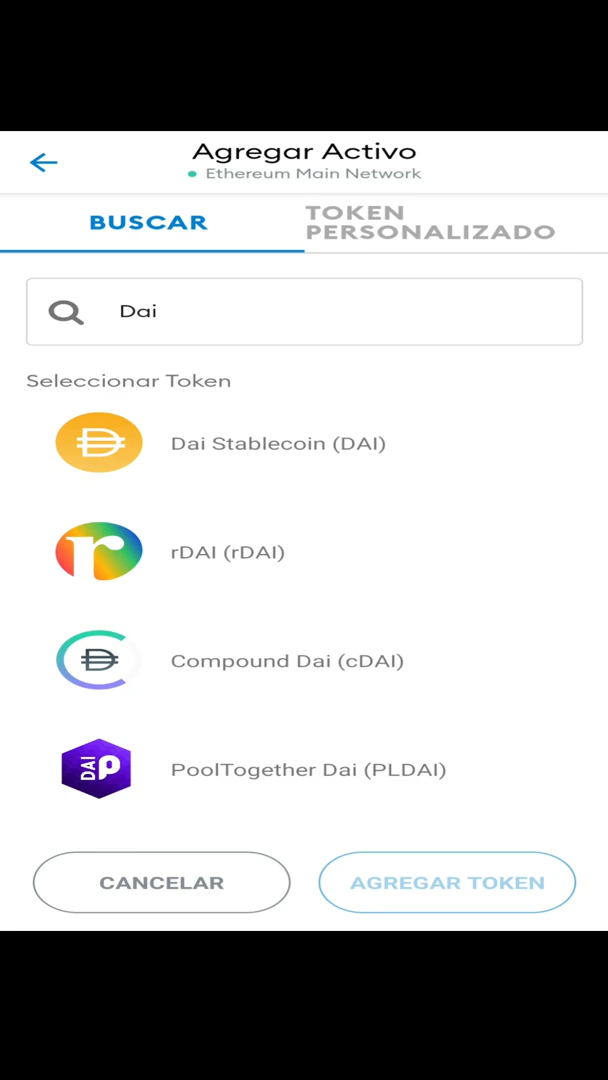 Agregar Activo
Ethereum Main Network
BUSCAR
TOKEN
PERSONALIZADO
Dai
Seleccionar Token
Dai Stablecoin (DAI)
r
rDAI (rDAI)
Compound Dai (cDAI)
DAI P
PoolTogether Dai (PLDAI)
CANCELAR
AGREGAR TOKEN